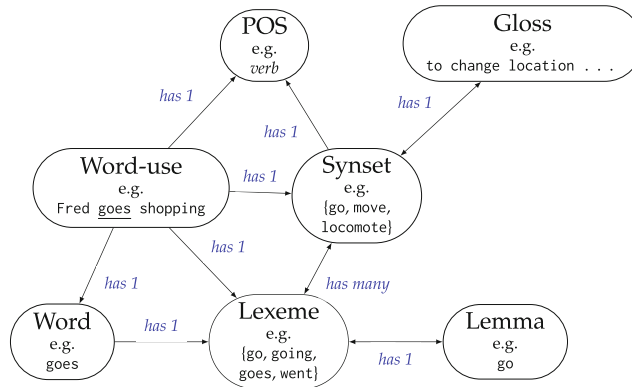 POS
e.g.
verb
Gloss
e.g.
to change location . . .
has 1
has 1
has 1
Word-use
e.g.
Fred goes shopping
has 1
Synset
e.g.
{go, move,
locomote}
has 1
has 1
has many
Word
e.g.
goes
has 1
Lexeme
e.g.
{go, going,
goes, went}
has 1
Lemma
e.g.
go